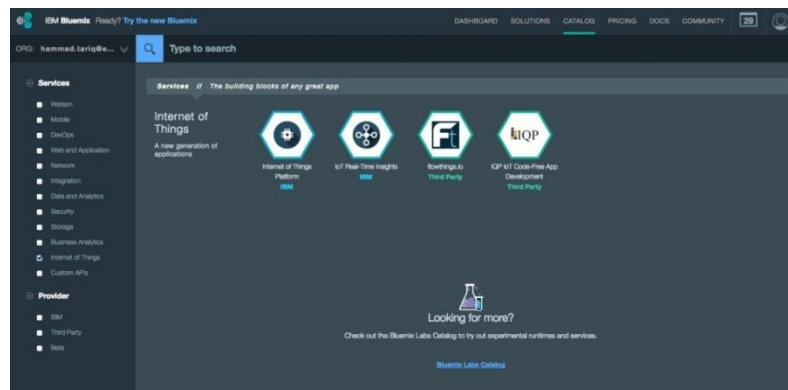 IBM Bluemix Ready? Try the new Bluemix
DASHBOARD SOLUTIONS CATALOG PRICING DOCS COMMUNITY 29
ORG: hammad.tariq@e...
Type to search
Services
Watson
Mobile
DevOps
Web and Application
Network
Integration
Data and Analytics
Security
Storage
Business Analytics
Internet of Things
Custom APIs
Provider
IBM
Third Party
Beta
Services // The building blocks of any great app
Internet of
Things
A new generation of
applications
Internet of Things
Platform
IBM
IoT Real-Time Insights
IBM
Ft
flowthings.io
Third Party
IQP
IQP IoT Code-Free App
Development
Third Party
Looking for more?
Check out the Bluemix Labs Catalog to try out experimental runtimes and services.
Bluemix Labs Catalog